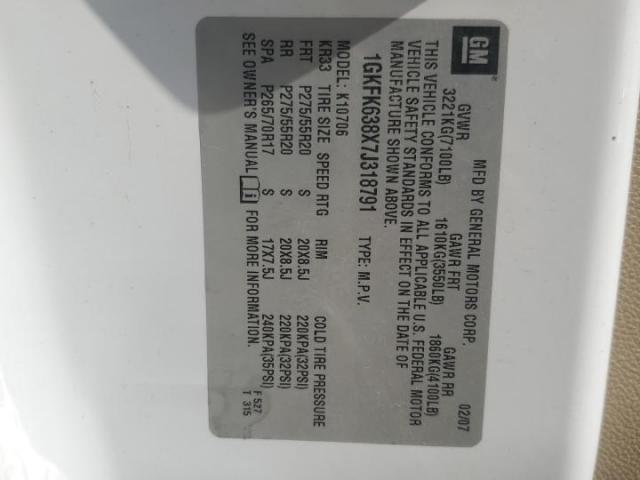 GM
MFD BY GENERAL MOTORS CORP. 02/07
GVWR GAWR FRT GAWR RR
3221KG(7100LB) 1610KG(3550LB) 1860KG(4100LB)
THIS VEHICLE CONFORMS TO ALL APPLICABLE U.S. FEDERAL MOTOR
VEHICLE SAFETY STANDARDS IN EFFECT ON THE DATE OF
MANUFACTURE SHOWN ABOVE.
1GKFK638X7J318791 TYPE: M.P.V.
MODEL: K10706
KR33 TIRE SIZE SPEED RTG RIM COLD TIRE PRESSURE
FRT P275/55R20 S 20X8.5J 220KPA(32PSI)
RR P275/55R20 S 20X8.5J 220KPA(32PSI)
SPA P265/70R17 S 17X7.5J 240KPA(35PSI)
SEE OWNER'S MANUAL FOR MORE INFORMATION.
F 527
T 315